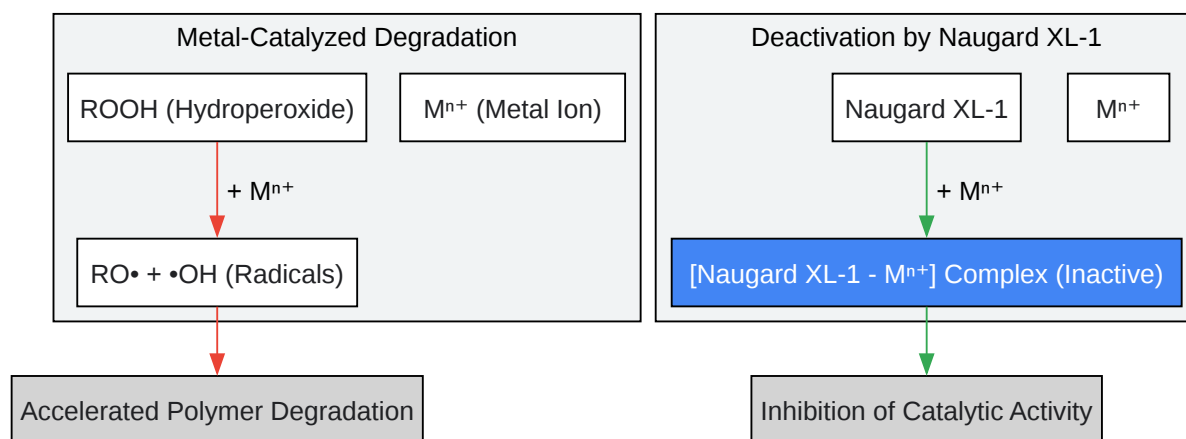 Metal-Catalyzed Degradation
ROOH (Hydroperoxide)
Mⁿ⁺ (Metal Ion)
+ Mⁿ⁺
RO• + •OH (Radicals)
Accelerated Polymer Degradation
Deactivation by Naugard XL-1
Naugard XL-1
Mⁿ⁺
+ Mⁿ⁺
[Naugard XL-1 - Mⁿ⁺] Complex (Inactive)
Inhibition of Catalytic Activity